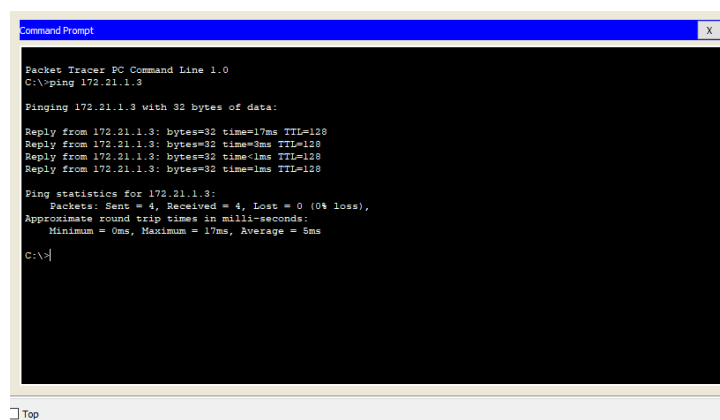 Command Prompt
X
Packet Tracer PC Command Line 1.0
C:\>ping 172.21.1.3
Pinging 172.21.1.3 with 32 bytes of data:
Reply from 172.21.1.3: bytes=32 time=17ms TTL=128
Reply from 172.21.1.3: bytes=32 time=3ms TTL=128
Reply from 172.21.1.3: bytes=32 time<1ms TTL=128
Reply from 172.21.1.3: bytes=32 time=1ms TTL=128
Ping statistics for 172.21.1.3:
Packets: Sent = 4, Received = 4, Lost = 0 (0% loss),
Approximate round trip times in milli-seconds:
Minimum = 0ms, Maximum = 17ms, Average = 5ms
C:\>
Top